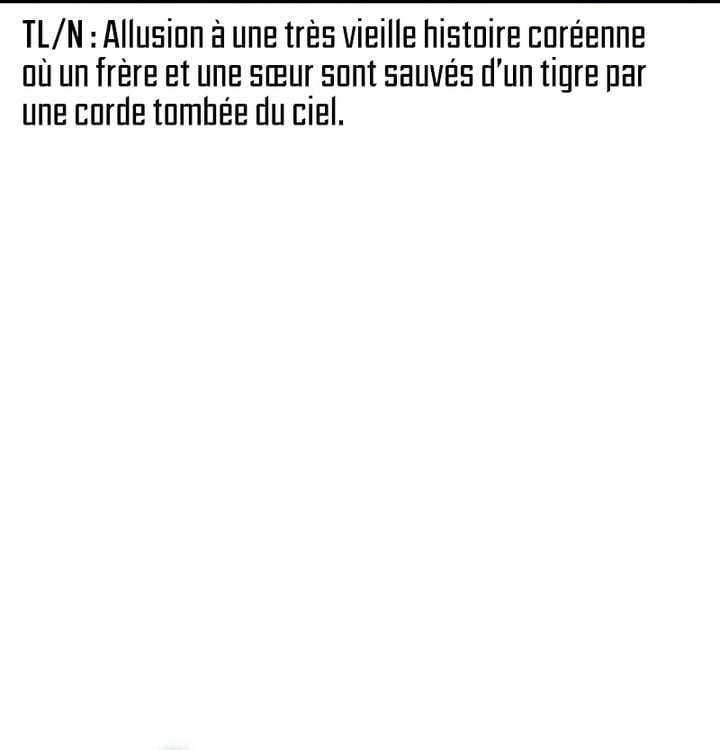 TL/N : Allusion à une très vieille histoire coréenne
où un frère et une sœur sont sauvés d'un tigre par
une corde tombée du ciel.